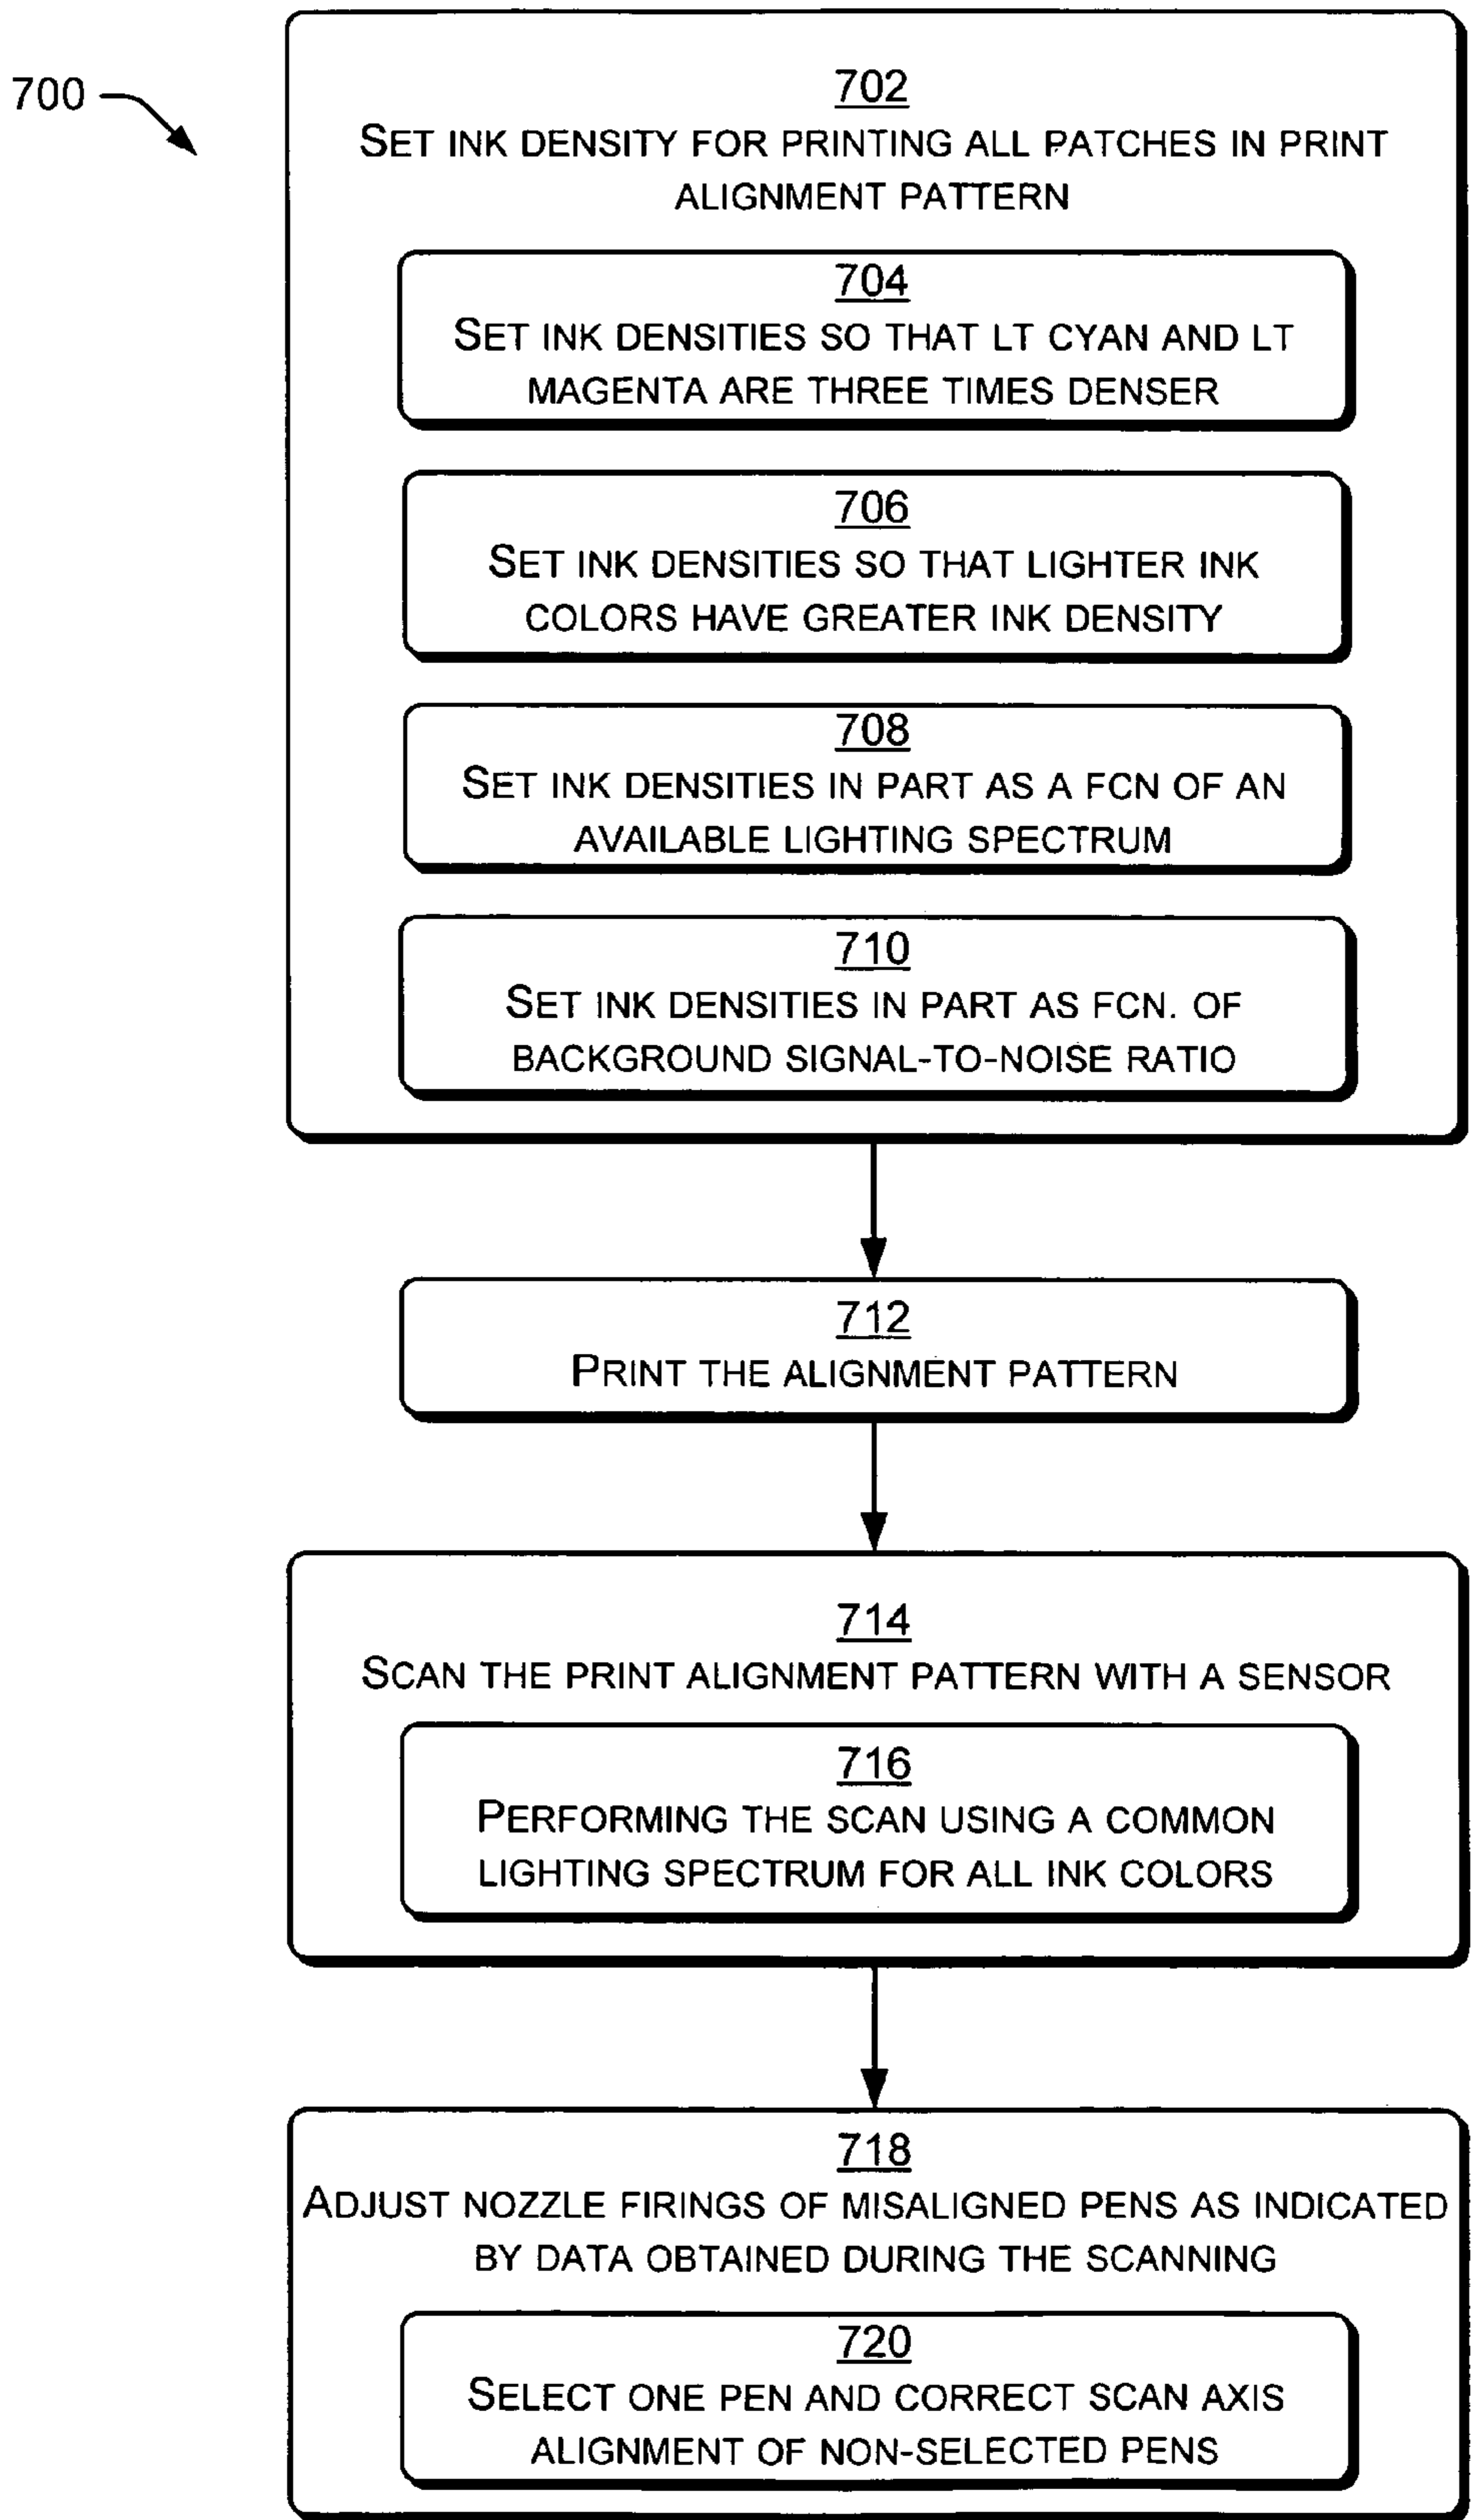 700
702
SET INK DENSITY FOR PRINTING ALL PATCHES IN PRINT
ALIGNMENT PATTERN
704
SET INK DENSITIES SO THAT LT CYAN AND LT
MAGENTA ARE THREE TIMES DENSER
706
SET INK DENSITIES SO THAT LIGHTER INK
COLORS HAVE GREATER INK DENSITY
708
SET INK DENSITIES IN PART AS A FCN OF AN
AVAILABLE LIGHTING SPECTRUM
710
SET INK DENSITIES IN PART AS FCN. OF
BACKGROUND SIGNAL-TO-NOISE RATIO
712
PRINT THE ALIGNMENT PATTERN
714
SCAN THE PRINT ALIGNMENT PATTERN WITH A SENSOR
716
PERFORMING THE SCAN USING A COMMON
LIGHTING SPECTRUM FOR ALL INK COLORS
718
ADJUST NOZZLE FIRINGS OF MISALIGNED PENS AS INDICATED
BY DATA OBTAINED DURING THE SCANNING
720
SELECT ONE PEN AND CORRECT SCAN AXIS
ALIGNMENT OF NON-SELECTED PENS